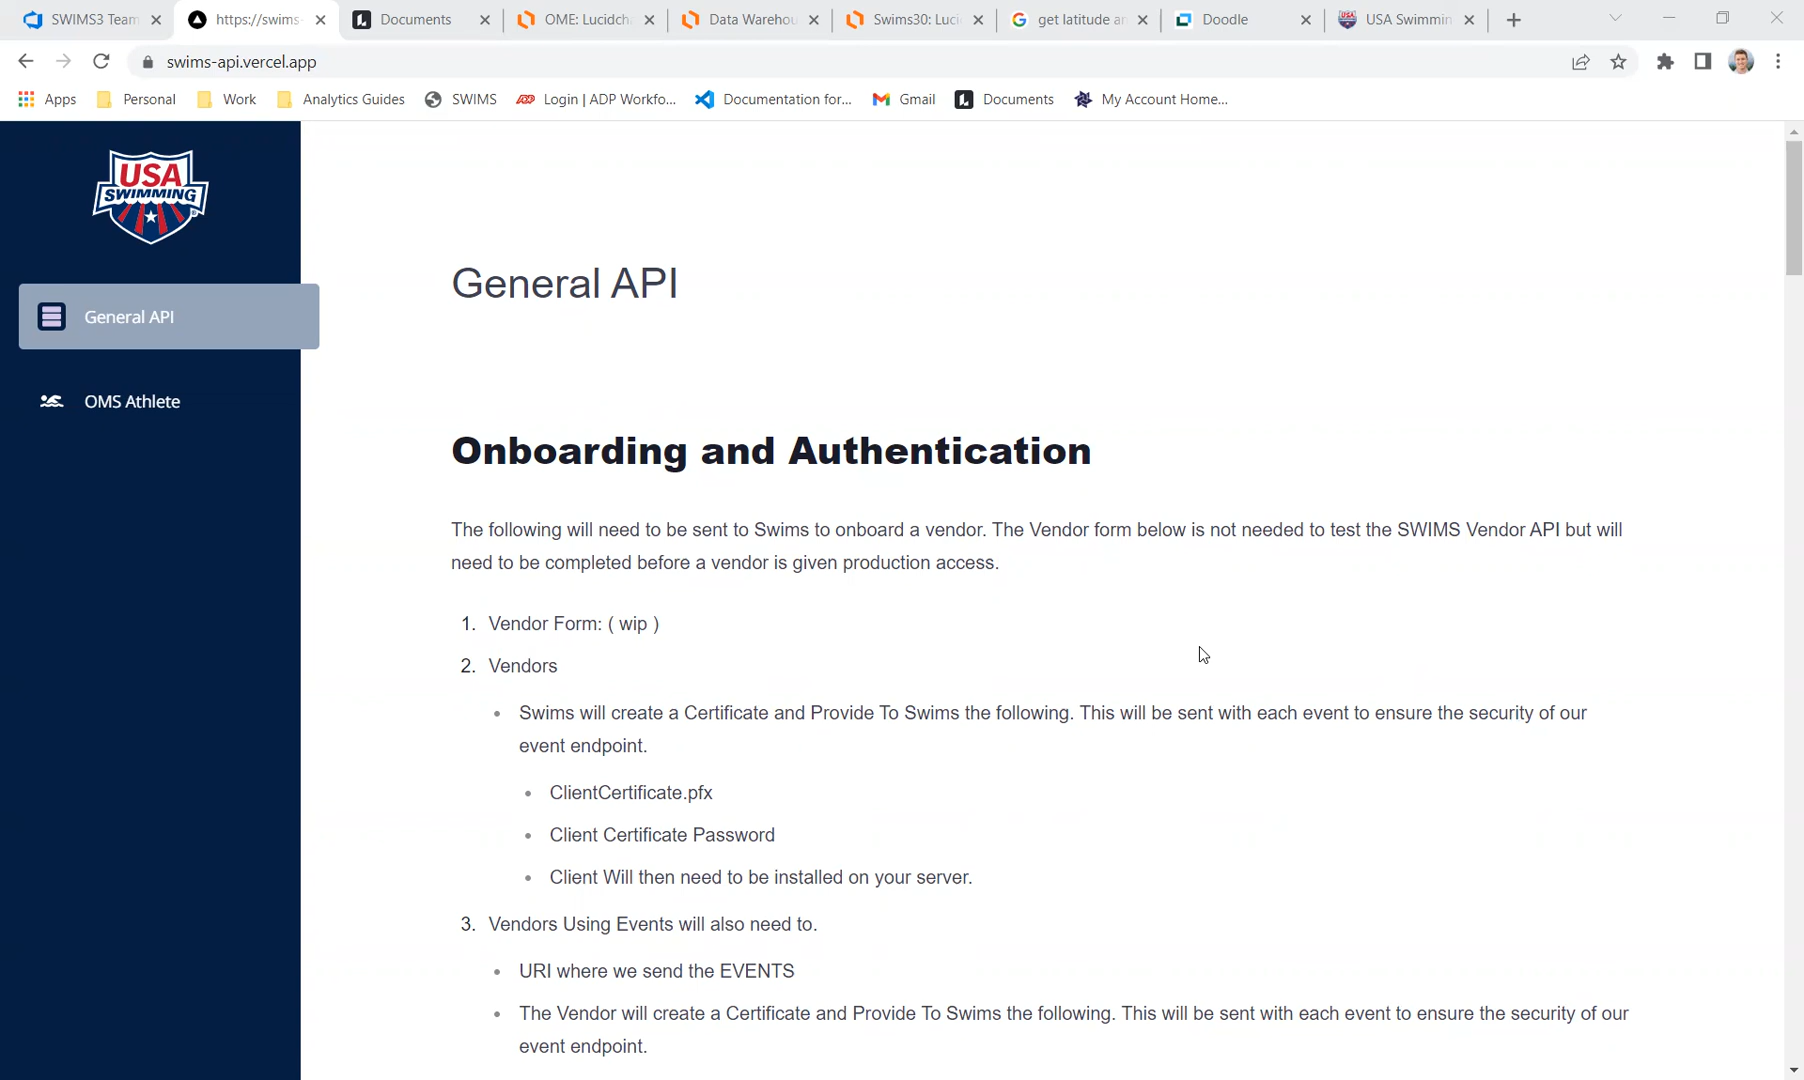 SWIMS3 Team
https://swims-
Documents
OME: Lucidcha
Data Warehou
Swims30: Luci
get latitude an
Doodle
USA Swimmin
swims-api.vercel.app
Apps
Personal
Work
Analytics Guides
SWIMS
ADP
Login | ADP Workfo...
Documentation for...
Gmail
Documents
My Account Home...
USA
SWIMMING
General API
OMS Athlete
General API
Onboarding and Authentication
The following will need to be sent to Swims to onboard a vendor. The Vendor form below is not needed to test the SWIMS Vendor API but will
need to be completed before a vendor is given production access.
1. Vendor Form: ( wip )
2. Vendors
• Swims will create a Certificate and Provide To Swims the following. This will be sent with each event to ensure the security of our
event endpoint.
• ClientCertificate.pfx
• Client Certificate Password
• Client Will then need to be installed on your server.
3. Vendors Using Events will also need to.
• URI where we send the EVENTS
• The Vendor will create a Certificate and Provide To Swims the following. This will be sent with each event to ensure the security of our
event endpoint.